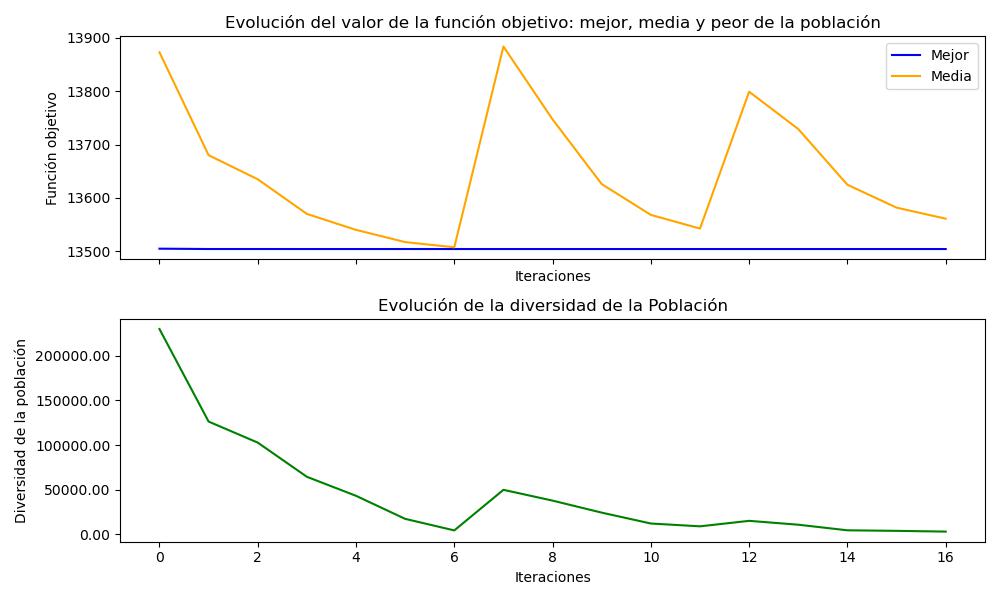 Evolución del valor de la función objetivo: mejor, media y peor de la población
13900
13800
13700
13600
13500
Función objetivo
Mejor
Media
Iteraciones
Evolución de la diversidad de la Población
200000.00
150000.00
100000.00
50000.00
0.00
Diversidad de la población
0 2 4 6 8 10 12 14 16
Iteraciones